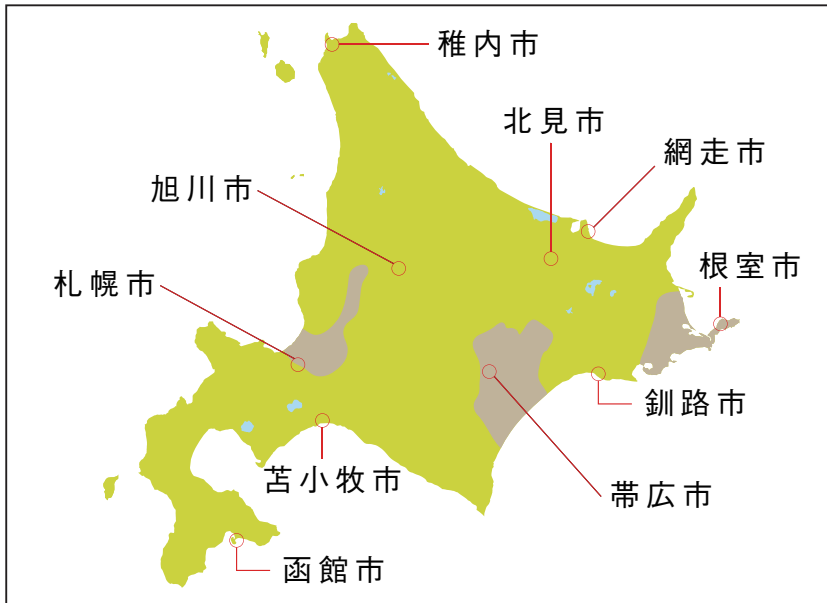 稚内市
北見市
網走市
旭川市
根室市
札幌市
釧路市
苫小牧市
帯広市
函館市